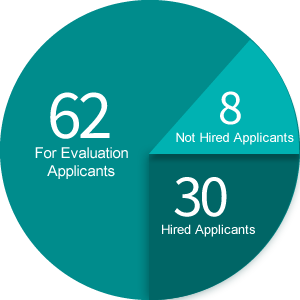 62
For Evaluation
Applicants
8
Not Hired Applicants
30
Hired Applicants